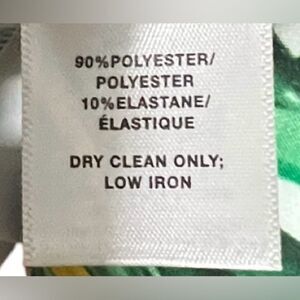 90%POLYESTER/
POLYESTER
10%ELASTANE/
ÉLASTIQUE
DRY CLEAN ONLY;
LOW IRON